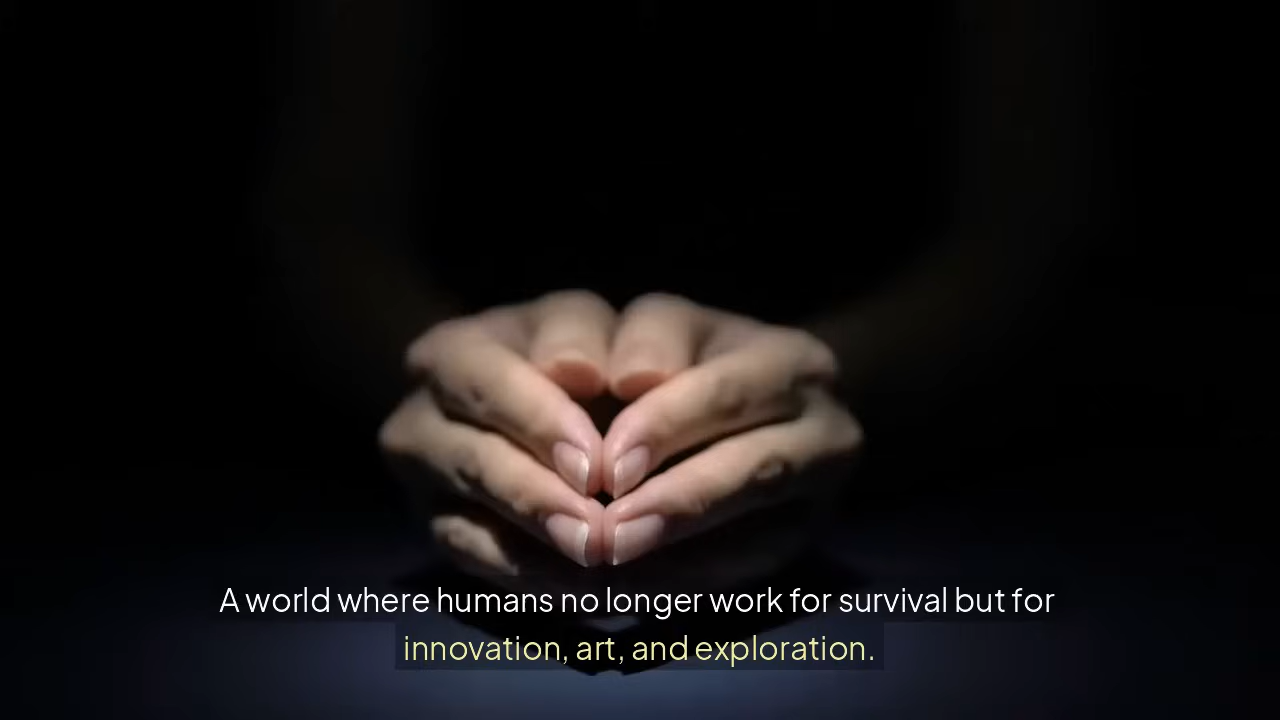 A world where humans no longer work for survival but for
innovation, art, and exploration.